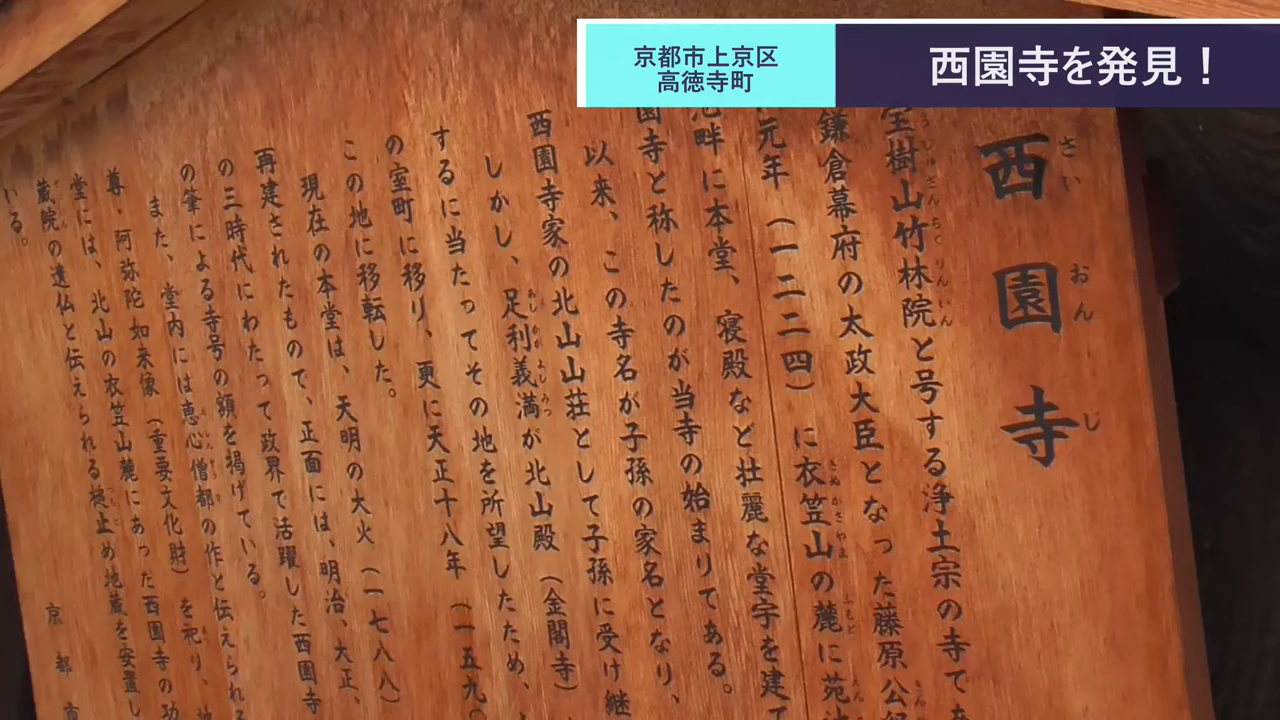 京都市上京区
高徳寺町
西園寺を発見！
西園寺
さいおんじ
樹山竹林院と号する浄土宗の寺で
鎌倉幕府の太政大臣となった藤原公
元年（一二二四）に衣笠山の麓に苑
池畔に本堂、寝殿など壮麗な堂宇を建て
園寺と称したのが当寺の始まりである。
以来、この寺名が子孫の家名となり、
西園寺家の北山山荘として子孫に受け継
しかし、足利義満が北山殿（金閣寺）
するに当たってその地を所望したため、
の室町に移り、更に天正十八年（一五九〇
この地に移転した。
現在の本堂は、天明の大火（一七八八）
再建されたもので、正面には、明治、大正、
の三時代にわたって政界で活躍した西園寺
の筆による寺号の額を掲げている。
また、堂内には恵心僧都の作と伝えられる
尊・阿弥陀如来像（重要文化財）を祀り、地
堂には、北山の衣笠山麓にあった西園寺の功
蔵院の遺仏と伝えられる槌止め地蔵を安置し
いる。
京都市